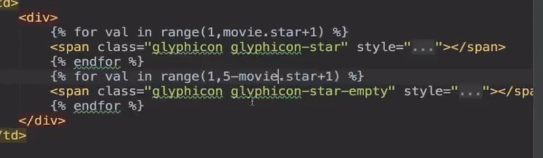 td>
<div>
{% for val in range(1,movie.star+1) %}
<span class="glyphicon glyphicon-star" style="..."></span>
{% endfor %}
{% for val in range(1,5-movie.star+1) %}
<span class="glyphicon glyphicon-star-empty" style="..."></spa
{% endfor %}
</div>
/td>